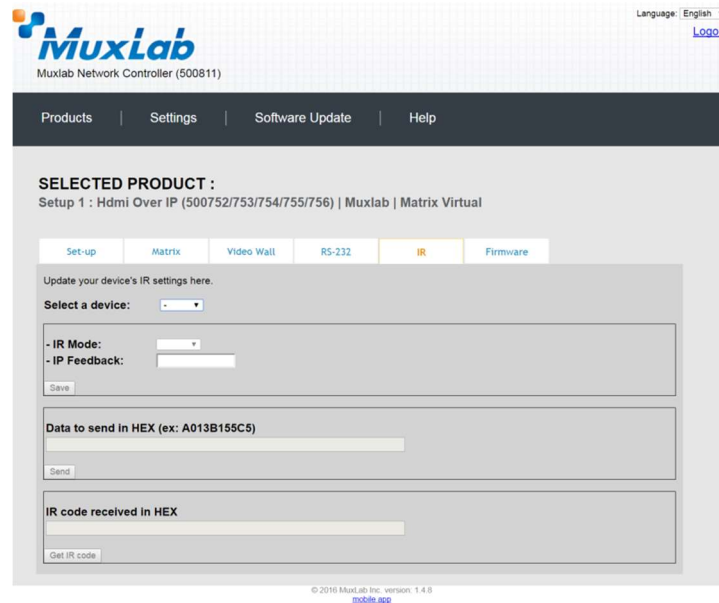 Language: English
Logo
MuxLab
Muxlab Network Controller (500811)
Products | Settings | Software Update | Help
SELECTED PRODUCT :
Setup 1 : Hdmi Over IP (500752/753/754/755/756) | Muxlab | Matrix Virtual
Set-up Matrix Video Wall RS-232 IR Firmware
Update your device's IR settings here.
Select a device: -
- IR Mode:
- IP Feedback:
Save
Data to send in HEX (ex: A013B155C5)
Send
IR code received in HEX
Get IR code
© 2016 MuxLab Inc. version: 1.4.8
mobile app